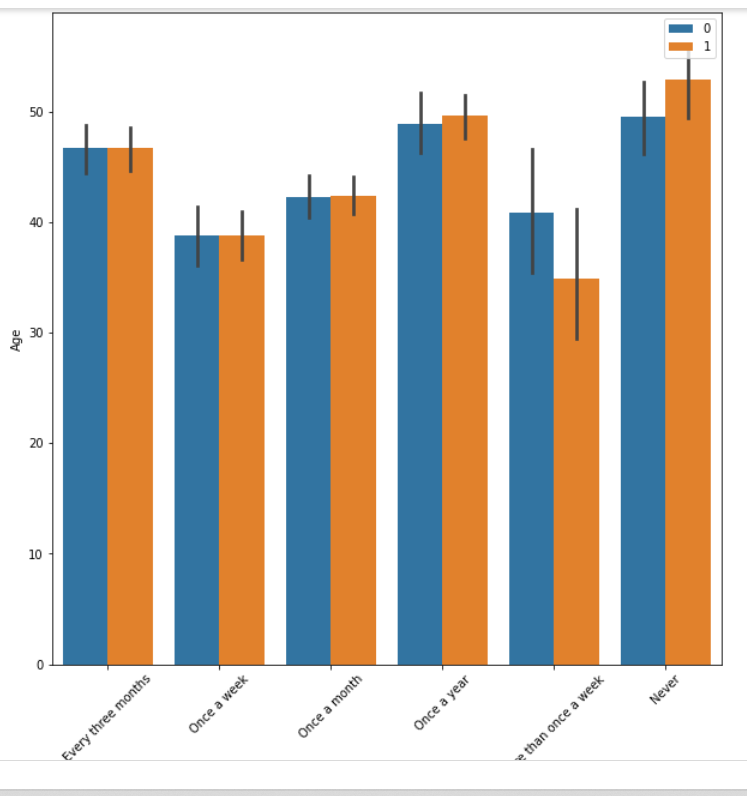 0
1
50
40
30
20
10
0
Age
Every three months
Once a week
Once a month
Once a year
than once a week
Never